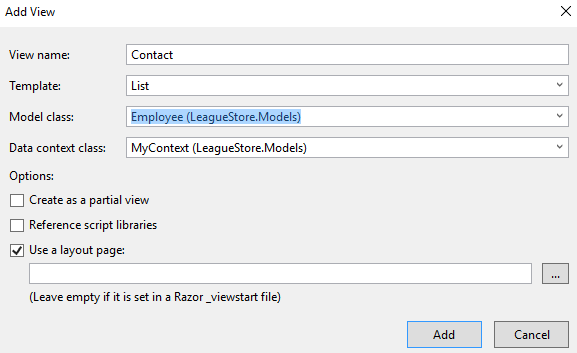 Add View
View name: Contact
Template: List
Model class: Employee (LeagueStore.Models)
Data context class: MyContext (LeagueStore.Models)
Options:
Create as a partial view
Reference script libraries
Use a layout page:
...
(Leave empty if it is set in a Razor _viewstart file)
Add Cancel